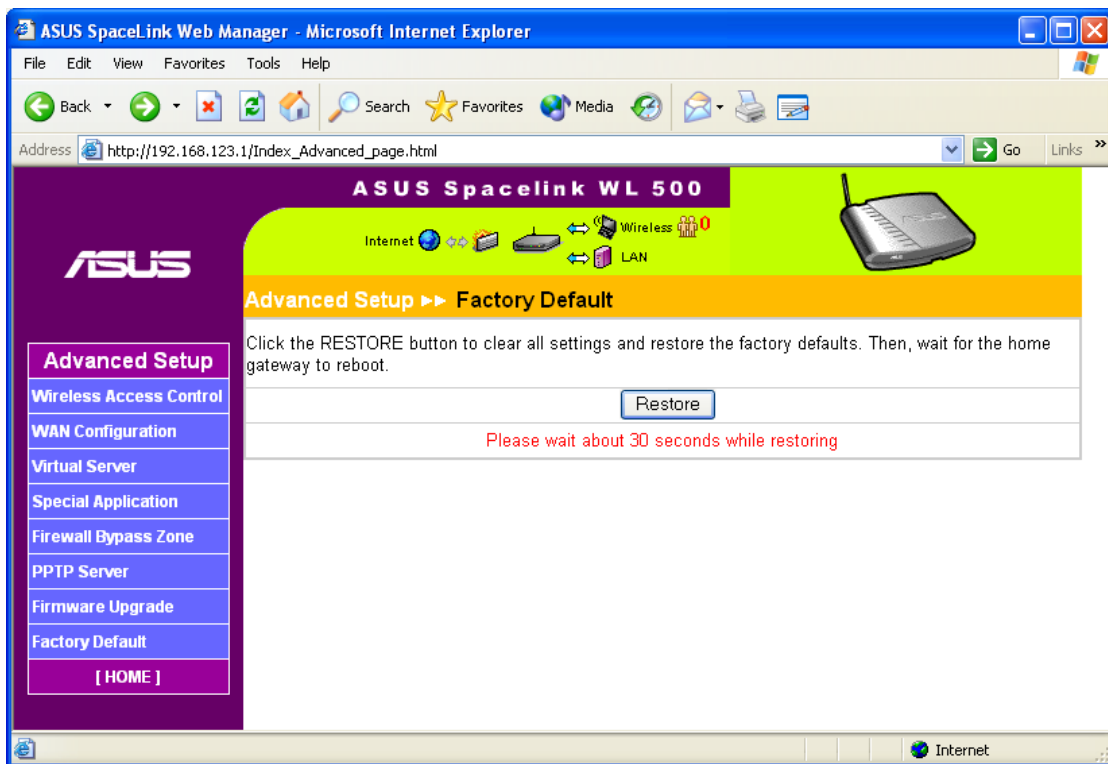 ASUS SpaceLink Web Manager - Microsoft Internet Explorer
File Edit View Favorites Tools Help
Back Search Favorites Media
Address http://192.168.123.1/Index_Advanced_page.html Go Links »
ASUS Spacelink WL 500
Internet Wireless 0
LAN
ASUS
Advanced Setup ►► Factory Default
Click the RESTORE button to clear all settings and restore the factory defaults. Then, wait for the home
gateway to reboot.
Restore
Please wait about 30 seconds while restoring
Advanced Setup
Wireless Access Control
WAN Configuration
Virtual Server
Special Application
Firewall Bypass Zone
PPTP Server
Firmware Upgrade
Factory Default
[ HOME ]
Internet